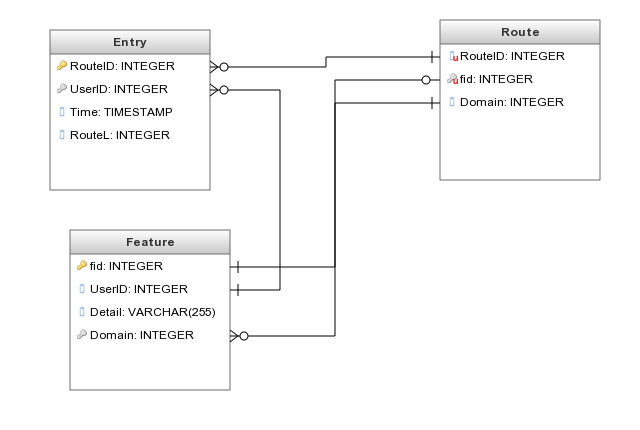 Entry
RouteID: INTEGER
UserID: INTEGER
Time: TIMESTAMP
RouteL: INTEGER
Route
RouteID: INTEGER
fid: INTEGER
Domain: INTEGER
Feature
fid: INTEGER
UserID: INTEGER
Detail: VARCHAR(255)
Domain: INTEGER